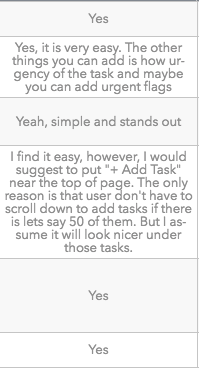 Yes
Yes, it is very easy. The other
things you can add is how ur-
gency of the task and maybe
you can add urgent flags
Yeah, simple and stands out
I find it easy, however, I would
suggest to put "+ Add Task"
near the top of page. The only
reason is that user don't have to
scroll down to add tasks if there
is lets say 50 of them. But I as-
sume it will look nicer under
those tasks.
Yes
Yes